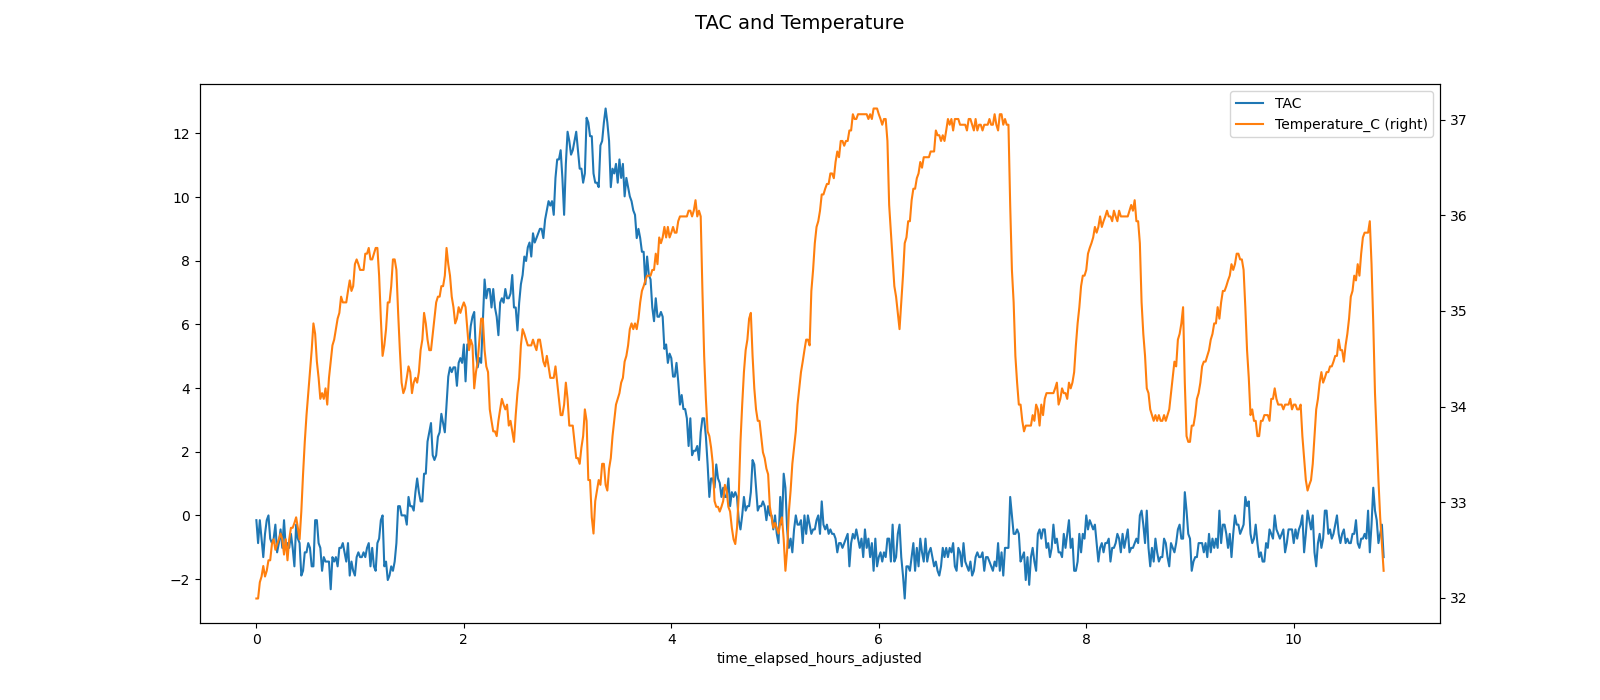 TAC and Temperature
TAC
Temperature_C (right)
12
10
8
6
4
2
0
−2
37
36
35
34
33
32
0 2 4 6 8 10
time_elapsed_hours_adjusted